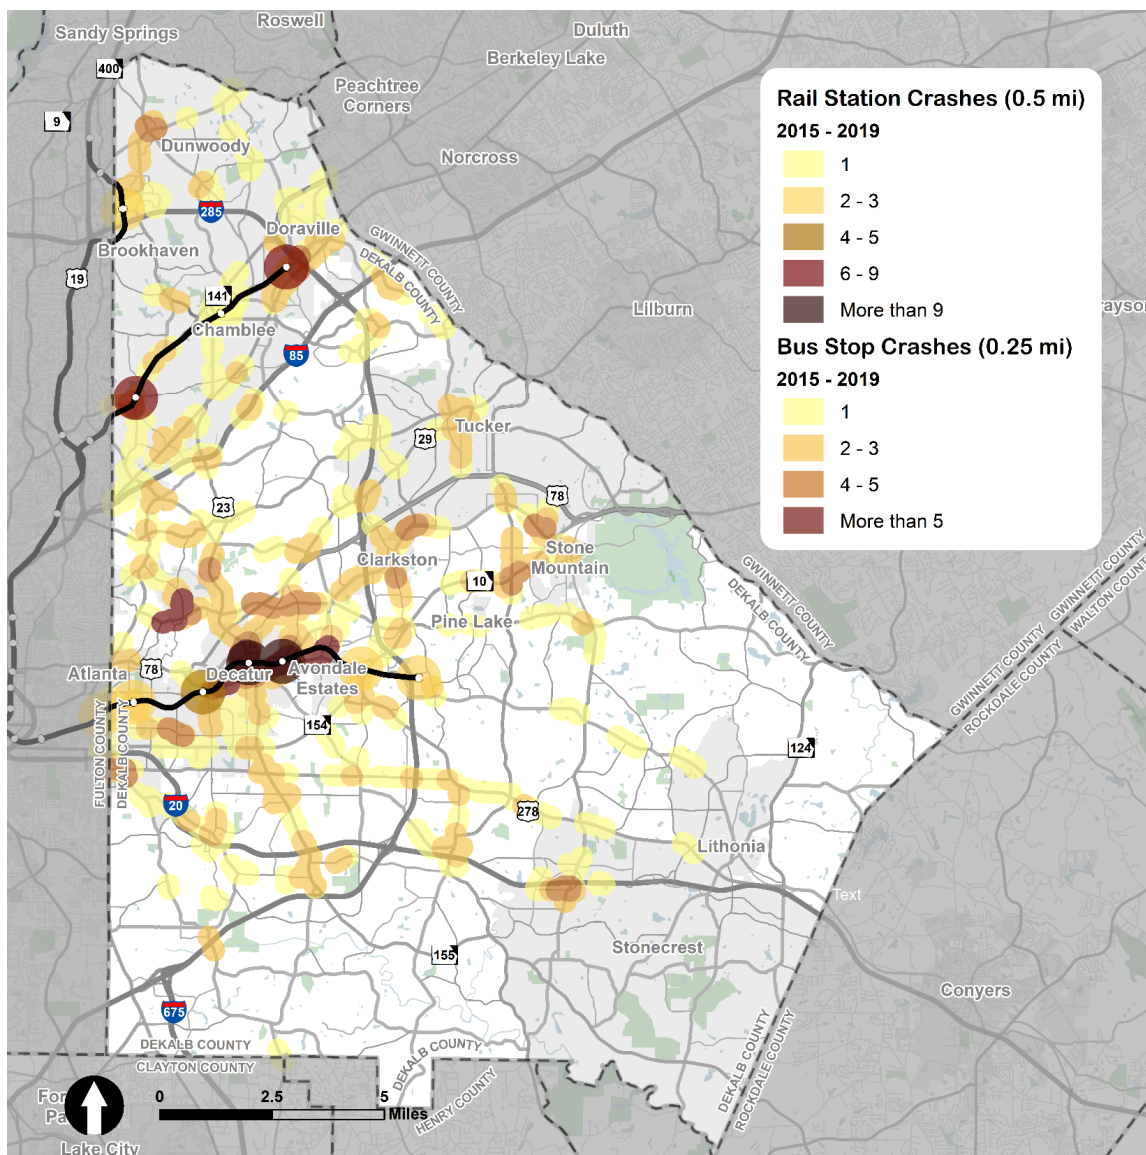 Roswell
Sandy Springs
Duluth
Berkeley Lake
400
Peachtree
Corners
9
Dunwoody
Norcross
285
Doraville
Brookhaven
GWINNETT COUNTY
DEKALB COUNTY
19
141
Chamblee
Lilburn
85
Rail Station Crashes (0.5 mi)
2015 - 2019
1
2 - 3
4 - 5
6 - 9
More than 9
Bus Stop Crashes (0.25 mi)
2015 - 2019
1
2 - 3
4 - 5
More than 5
Tucker
29
78
23
Stone
Mountain
Clarkston
10
GWINNETT COUNTY
DEKALB COUNTY
GWINNETT COUNTY
WALTON COUNTY
Pine Lake
78
Atlanta
Decatur
Avondale
Estates
GWINNETT COUNTY
ROCKDALE COUNTY
154
124
FULTON COUNTY
DEKALB COUNTY
20
278
Lithonia
Text
Stonecrest
155
Conyers
675
DEKALB COUNTY
CLAYTON COUNTY
DEKALB COUNTY
HENRY COUNTY
DEKALB COUNTY
ROCKDALE COUNTY
0 2.5 5
Miles
Lake City